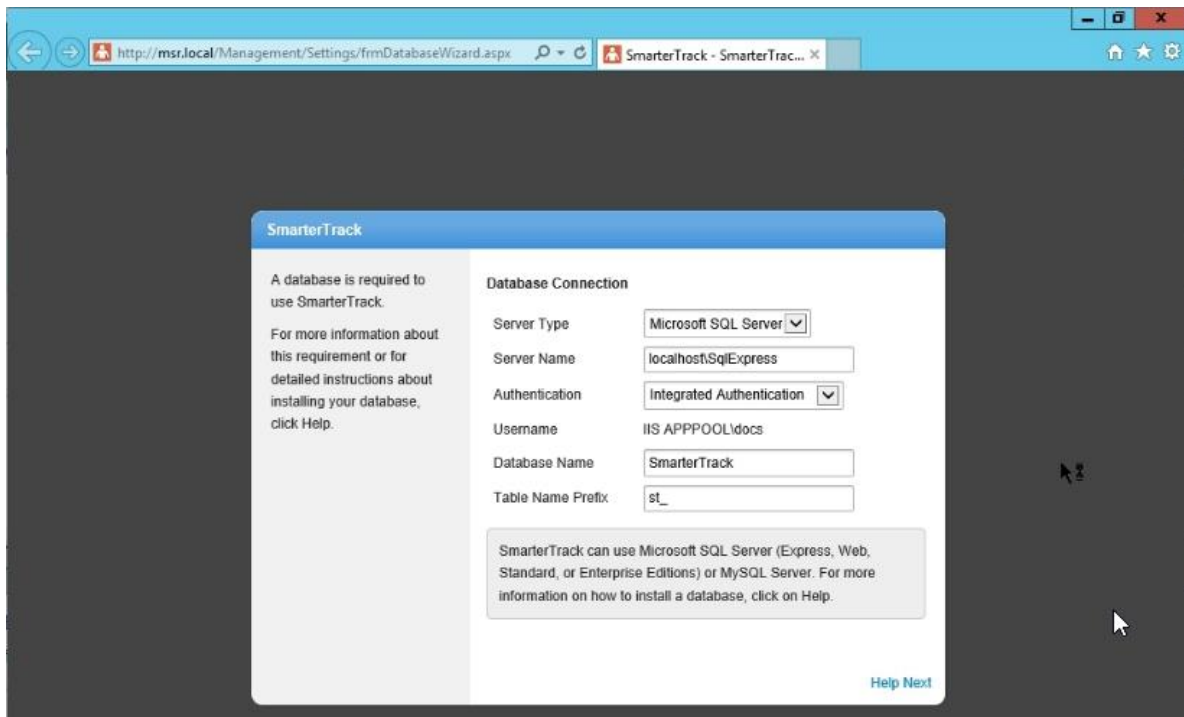 http://msr.local/Management/Settings/frmDatabaseWizard.aspx
SmarterTrack - SmarterTrac...
SmarterTrack
A database is required to
use SmarterTrack.
For more information about
this requirement or for
detailed instructions about
installing your database,
click Help.
Database Connection
Server Type Microsoft SQL Server
Server Name localhost\SqlExpress
Authentication Integrated Authentication
Username IIS APPPOOL\docs
Database Name SmarterTrack
Table Name Prefix st_
SmarterTrack can use Microsoft SQL Server (Express, Web,
Standard, or Enterprise Editions) or MySQL Server. For more
information on how to install a database, click on Help.
Help Next